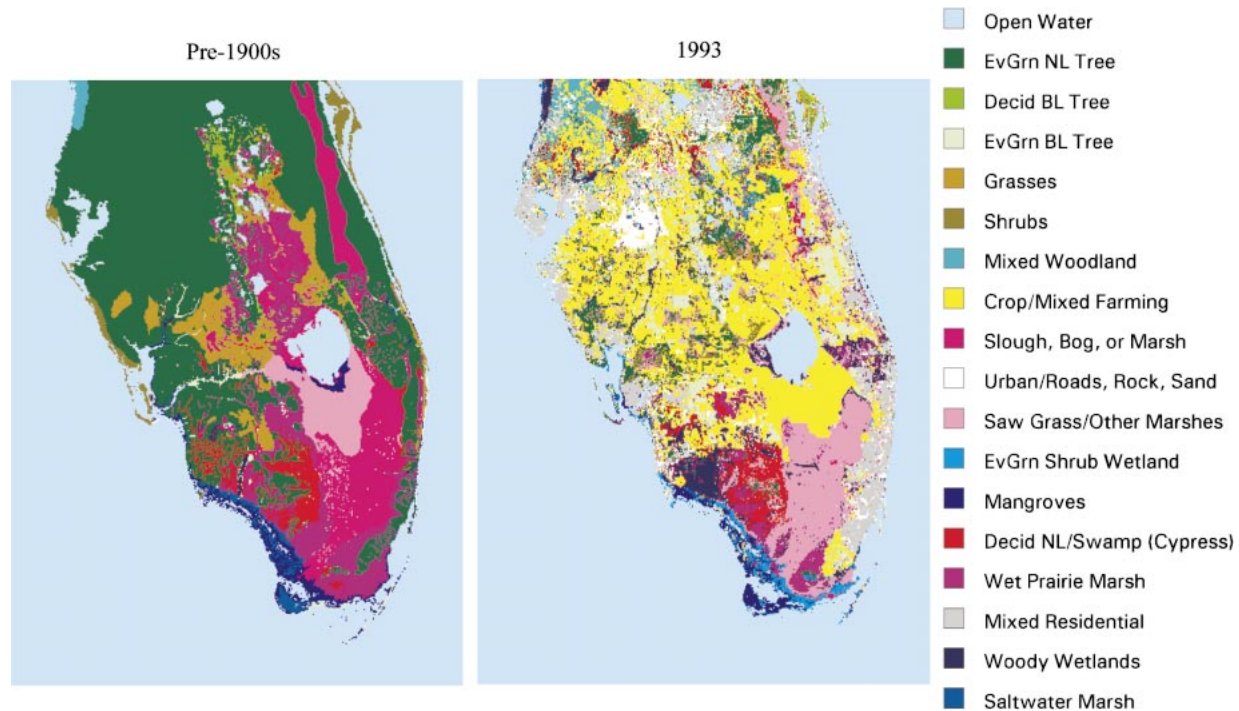 Pre-1900s
1993
Open Water
EvGrn NL Tree
Decid BL Tree
EvGrn BL Tree
Grasses
Shrubs
Mixed Woodland
Crop/Mixed Farming
Slough, Bog, or Marsh
Urban/Roads, Rock, Sand
Saw Grass/Other Marshes
EvGrn Shrub Wetland
Mangroves
Decid NL/Swamp (Cypress)
Wet Prairie Marsh
Mixed Residential
Woody Wetlands
Saltwater Marsh